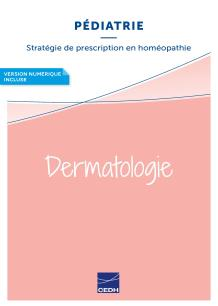 PÉDIATRIE
Stratégie de prescription en homéopathie
VERSION NUMÉRIQUE
INCLUSE
Dermatologie
CEDH